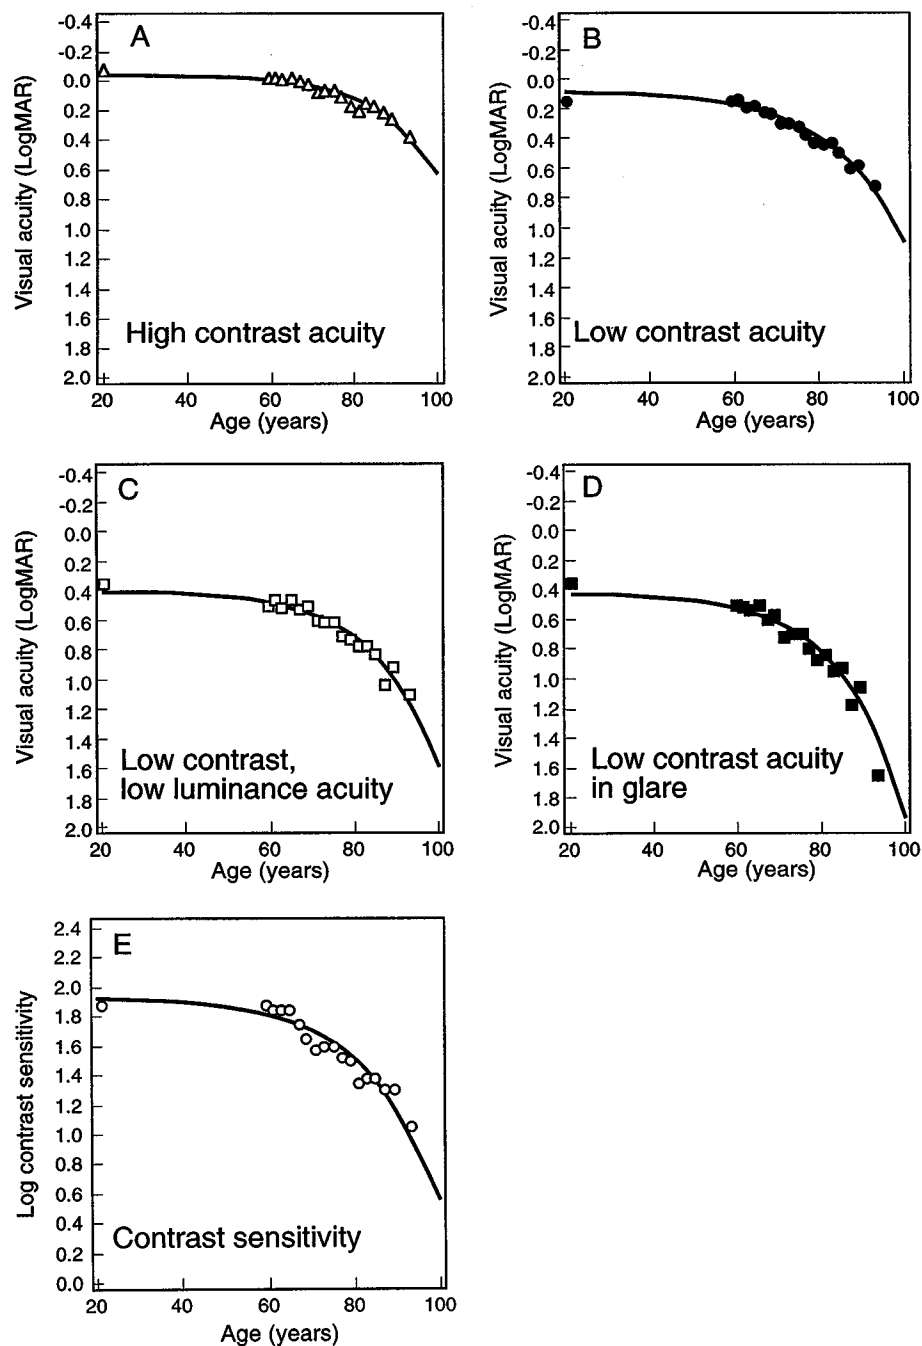 A
Visual acuity (LogMAR)
-0.4
-0.2
0.0
0.2
0.4
0.6
0.8
1.0
1.2
1.4
1.6
1.8
2.0
High contrast acuity
20 40 60 80 100
Age (years)
B
Visual acuity (LogMAR)
-0.4
-0.2
0.0
0.2
0.4
0.6
0.8
1.0
1.2
1.4
1.6
1.8
2.0
Low contrast acuity
20 40 60 80 100
Age (years)
C
Visual acuity (LogMAR)
-0.4
-0.2
0.0
0.2
0.4
0.6
0.8
1.0
1.2
1.4
1.6
1.8
2.0
Low contrast,
low luminance acuity
20 40 60 80 100
Age (years)
D
Visual acuity (LogMAR)
-0.4
-0.2
0.0
0.2
0.4
0.6
0.8
1.0
1.2
1.4
1.6
1.8
2.0
Low contrast acuity
in glare
20 40 60 80 100
Age (years)
E
Log contrast sensitivity
2.4
2.2
2.0
1.8
1.6
1.4
1.2
1.0
0.8
0.6
0.4
0.2
0.0
Contrast sensitivity
20 40 60 80 100
Age (years)